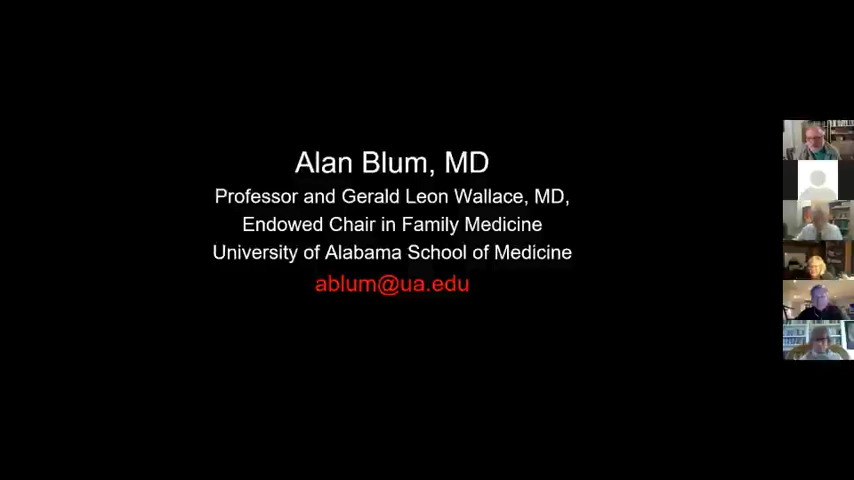 Alan Blum, MD
Professor and Gerald Leon Wallace, MD,
Endowed Chair in Family Medicine
University of Alabama School of Medicine
ablum@ua.edu